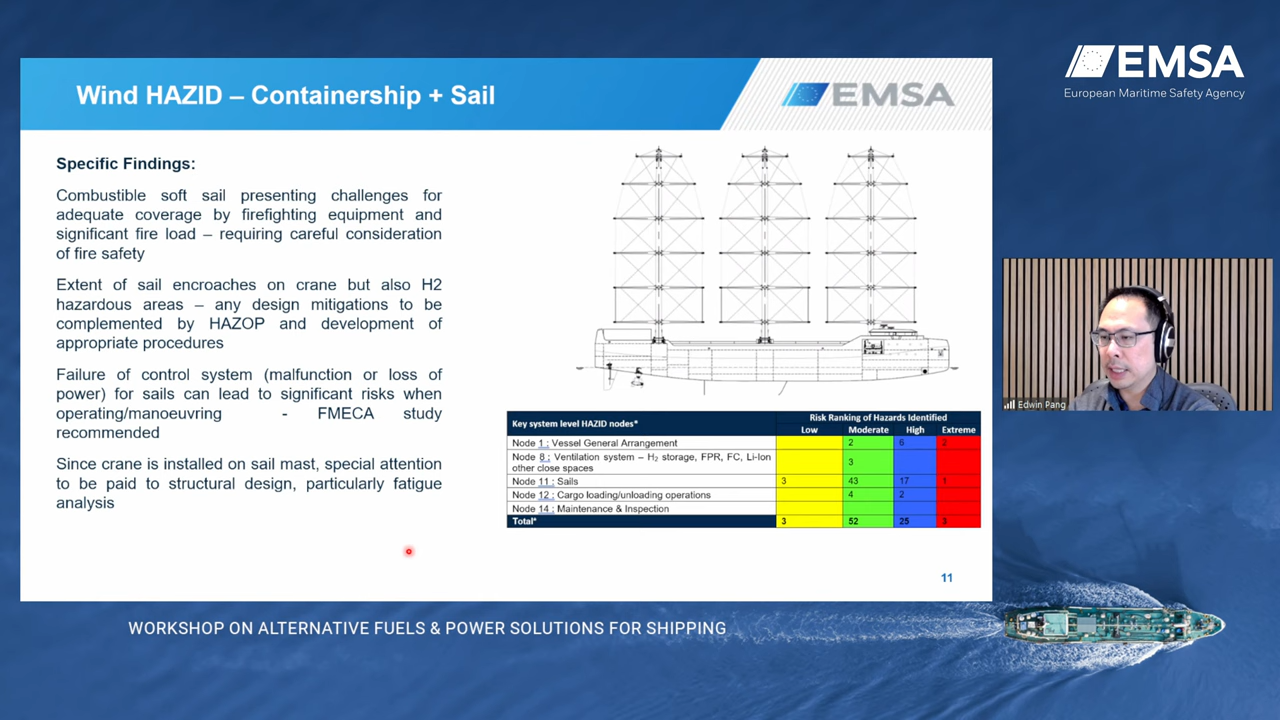 Wind HAZID – Containership + Sail
EMSA
EMSA
European Maritime Safety Agency
Specific Findings:
Combustible soft sail presenting challenges for
adequate coverage by firefighting equipment and
significant fire load – requiring careful consideration
of fire safety
Extent of sail encroaches on crane but also H2
hazardous areas – any design mitigations to be
complemented by HAZOP and development of
appropriate procedures
Failure of control system (malfunction or loss of
power) for sails can lead to significant risks when
operating/manoeuvring - FMECA study
recommended
Since crane is installed on sail mast, special attention
to be paid to structural design, particularly fatigue
analysis
Key system level HAZID nodes*
Risk Ranking of Hazards Identified
Low Moderate High Extreme
Node 1 : Vessel General Arrangement 2 6 2
Node 8 : Ventilation system – H₂ storage, FPR, FC, Li-Ion
other close spaces 3
Node 11 : Sails 3 43 17 1
Node 12 : Cargo loading/unloading operations 4 2
Node 14 : Maintenance & Inspection
Total* 3 52 25 3
11
Edwin Pang
WORKSHOP ON ALTERNATIVE FUELS & POWER SOLUTIONS FOR SHIPPING